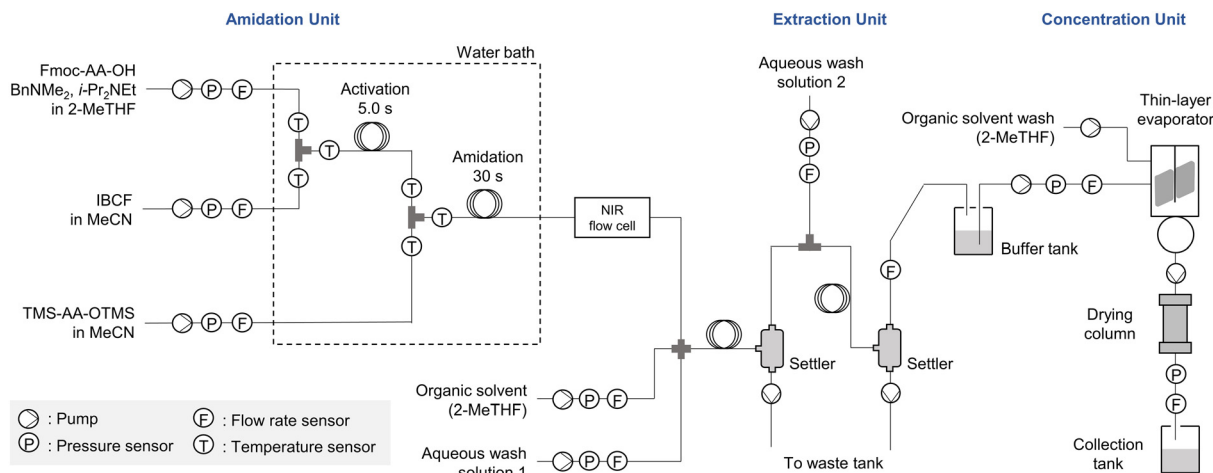 Amidation Unit
Extraction Unit
Concentration Unit
Water bath
Fmoc-AA-OH
BnNMe₂, i-Pr₂NEt
in 2-MeTHF
P
F
T
Activation
5.0 s
T
T
IBCF
in MeCN
P
F
T
Amidation
30 s
T
T
TMS-AA-OTMS
in MeCN
P
F
NIR
flow cell
Organic solvent
(2-MeTHF)
P
F
Aqueous wash
solution 1
P
F
Aqueous wash
solution 2
P
F
Settler
Settler
F
To waste tank
Organic solvent wash
(2-MeTHF)
Thin-layer
evaporator
P
F
Buffer tank
Drying
column
P
F
Collection
tank
: Pump
F : Flow rate sensor
P : Pressure sensor
T : Temperature sensor